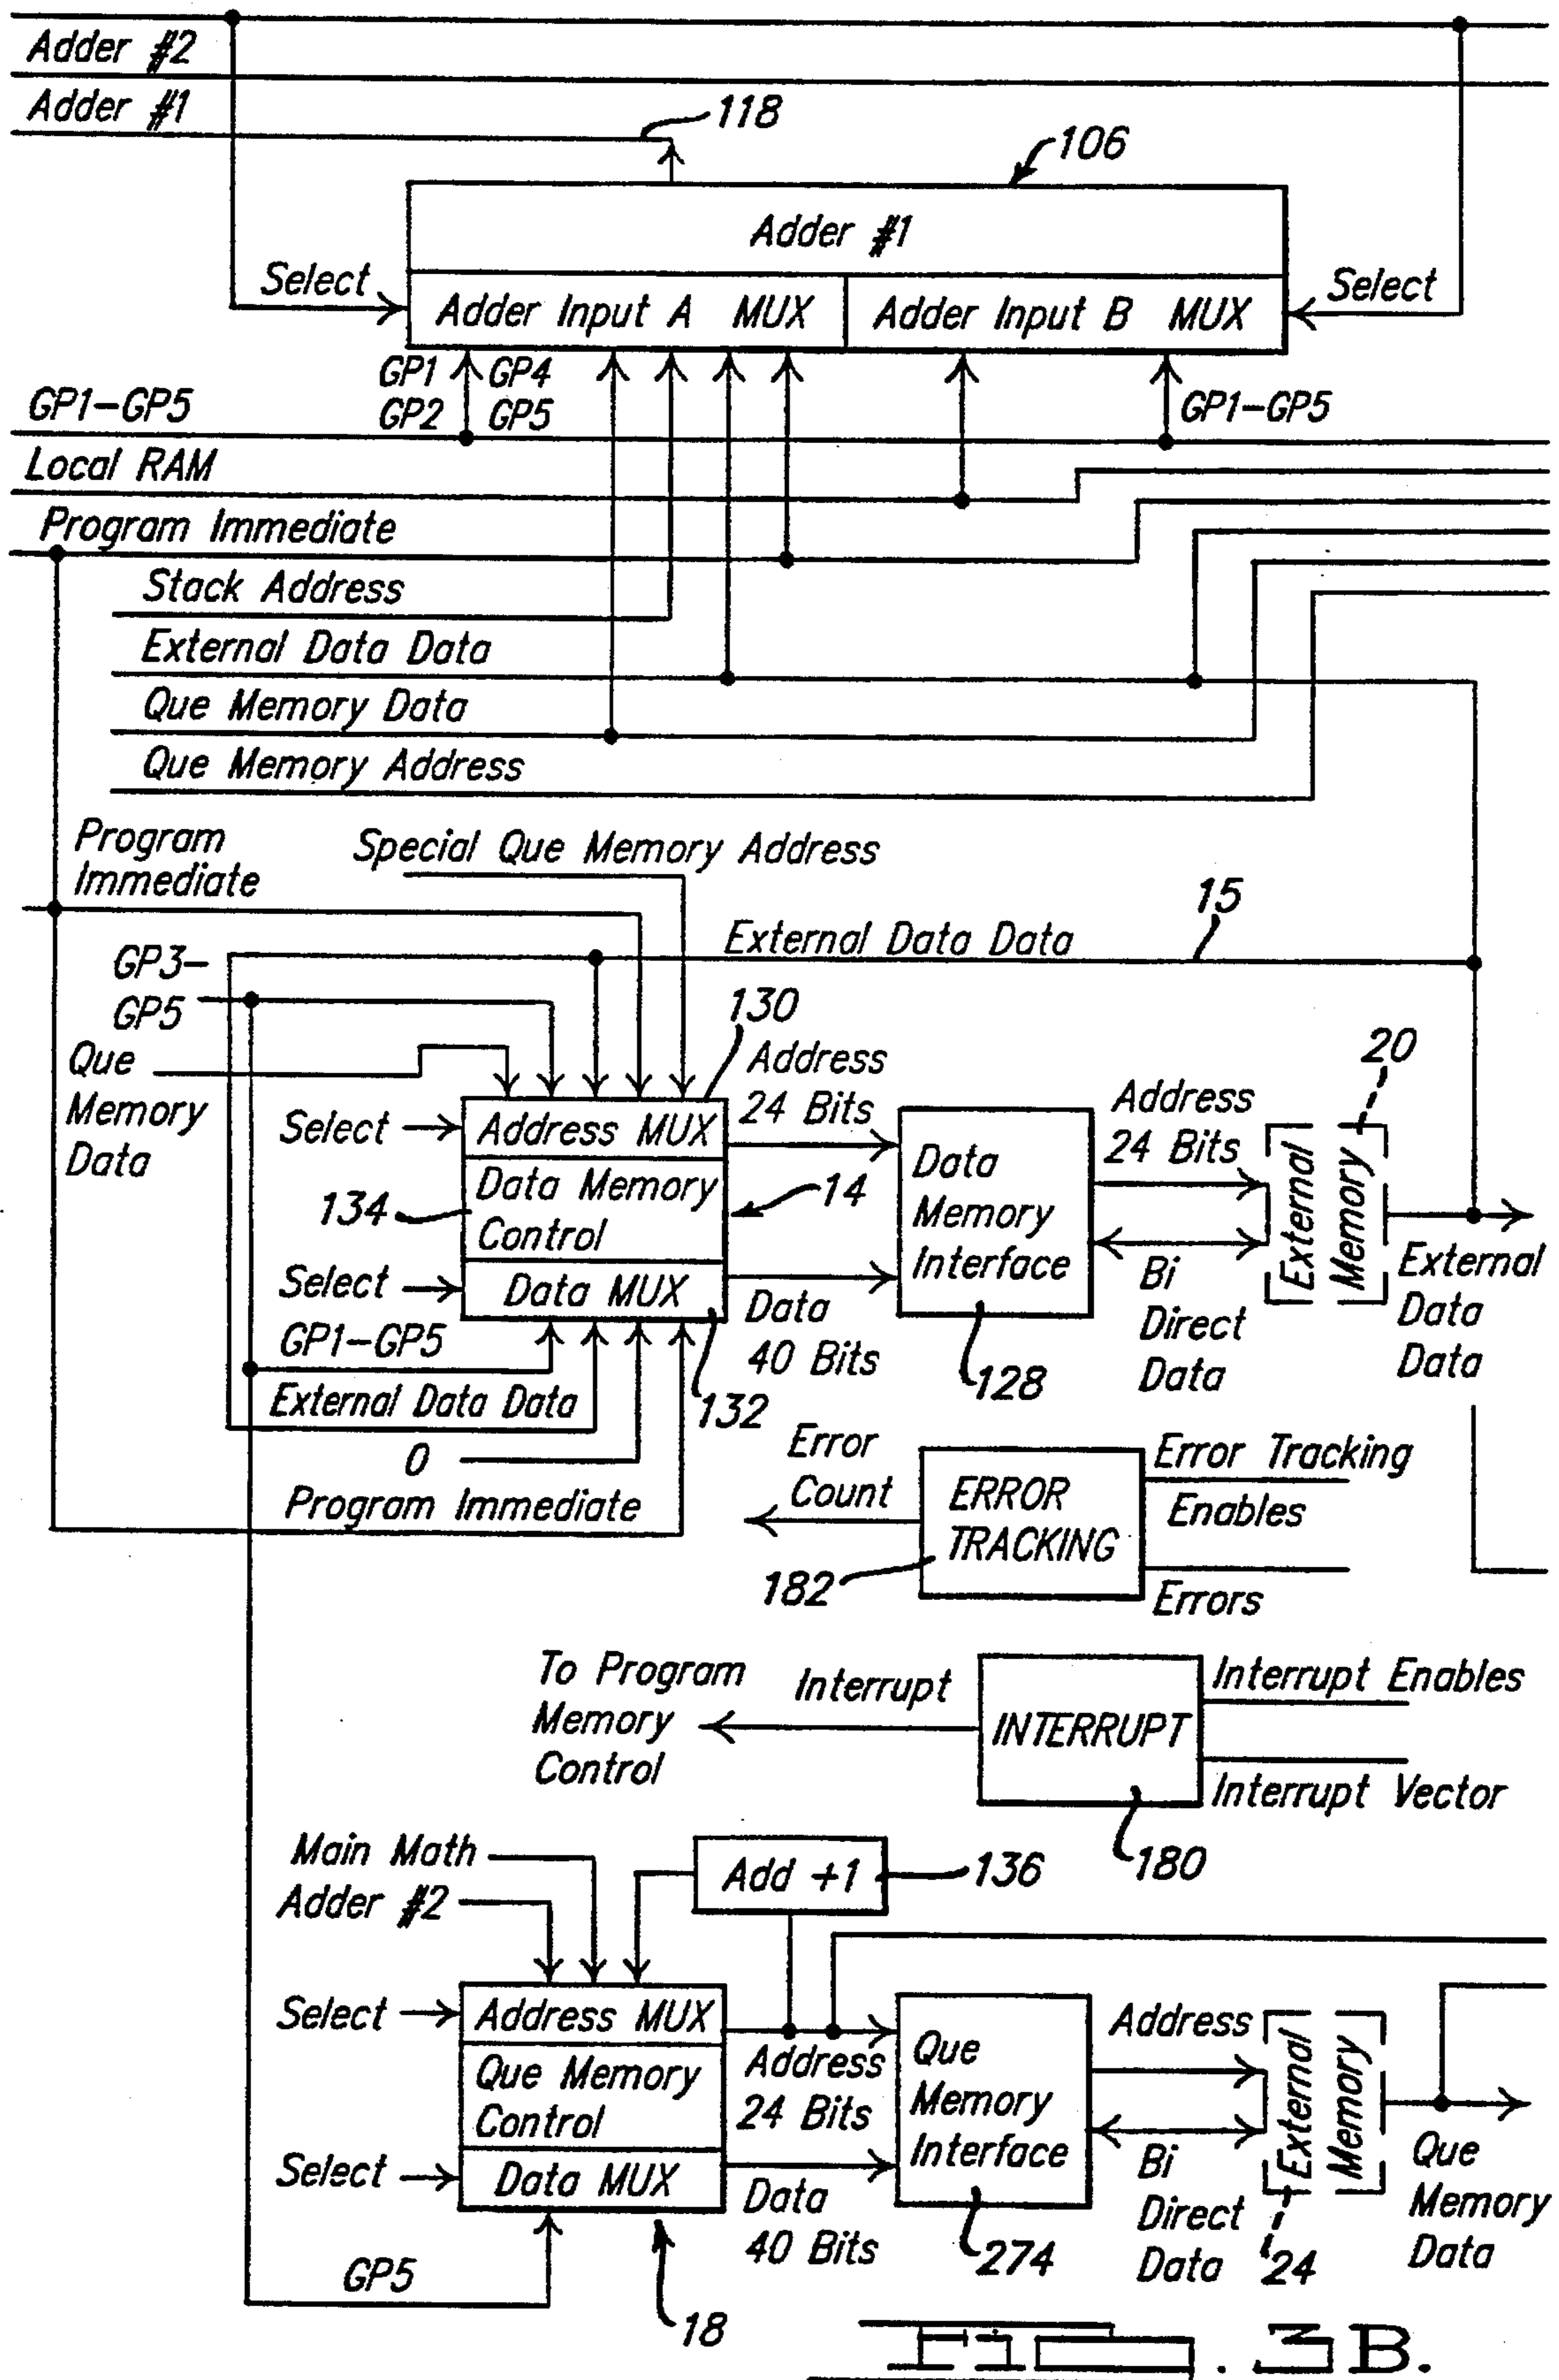 Adder #2
Adder #1
118
106
Adder #1
Select
Select
Adder Input A MUX
Adder Input B MUX
GP1 GP4
GP2 GP5
GP1-GP5
GP1-GP5
Local RAM
Program Immediate
Stack Address
External Data Data
Que Memory Data
Que Memory Address
Program
Immediate
Special Que Memory Address
15
External Data Data
GP3-
GP5
130
Que
Memory
Data
Address
24 Bits
20
Address
24 Bits
Select
Address MUX
Data Memory
Control
134
14
Data
Memory
Interface
External
Memory
Select
Data MUX
Data
40 Bits
Bi
Direct
Data
External
Data
Data
GP1-GP5
132
128
External Data Data
0
Program Immediate
Error
Count
ERROR
TRACKING
Error Tracking
Enables
182
Errors
To Program
Memory
Control
Interrupt
INTERRUPT
Interrupt Enables
Interrupt Vector
180
Main Math
Adder #2
Add +1
136
Select
Address MUX
Que Memory
Control
Address
24 Bits
Que
Memory
Interface
Address
External
Memory
Select
Data MUX
Data
40 Bits
Bi
Direct
Data
Que
Memory
Data
274
24
GP5
18
FIG. 3B.